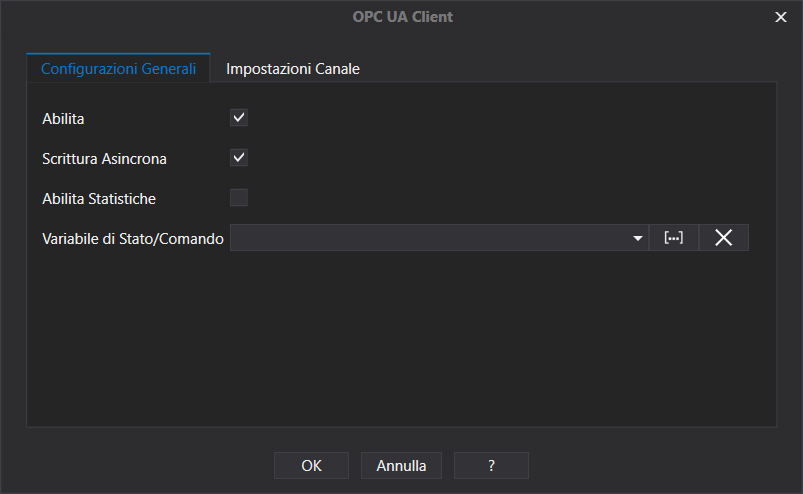 OPC UA Client
Configurazioni Generali
Impostazioni Canale
Abilita
Scrittura Asincrona
Abilita Statistiche
Variabile di Stato/Comando
[...]
OK
Annulla
?